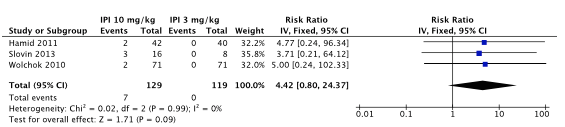 IPI 10 mg/kg IPI 3 mg/kg Risk Ratio Risk Ratio
Study or Subgroup Events Total Events Total Weight IV, Fixed, 95% CI IV, Fixed, 95% CI
Hamid 2011 2 42 0 40 32.2% 4.77 [0.24, 96.34]
Slovin 2013 3 16 0 8 35.8% 3.71 [0.21, 64.12]
Wolchok 2010 2 71 0 71 32.0% 5.00 [0.24, 102.33]
Total (95% CI) 129 119 100.0% 4.42 [0.80, 24.37]
Total events 7 0
Heterogeneity: Chi² = 0.02, df = 2 (P = 0.99); I² = 0%
Test for overall effect: Z = 1.71 (P = 0.09)
0.01 0.1 1 10 100